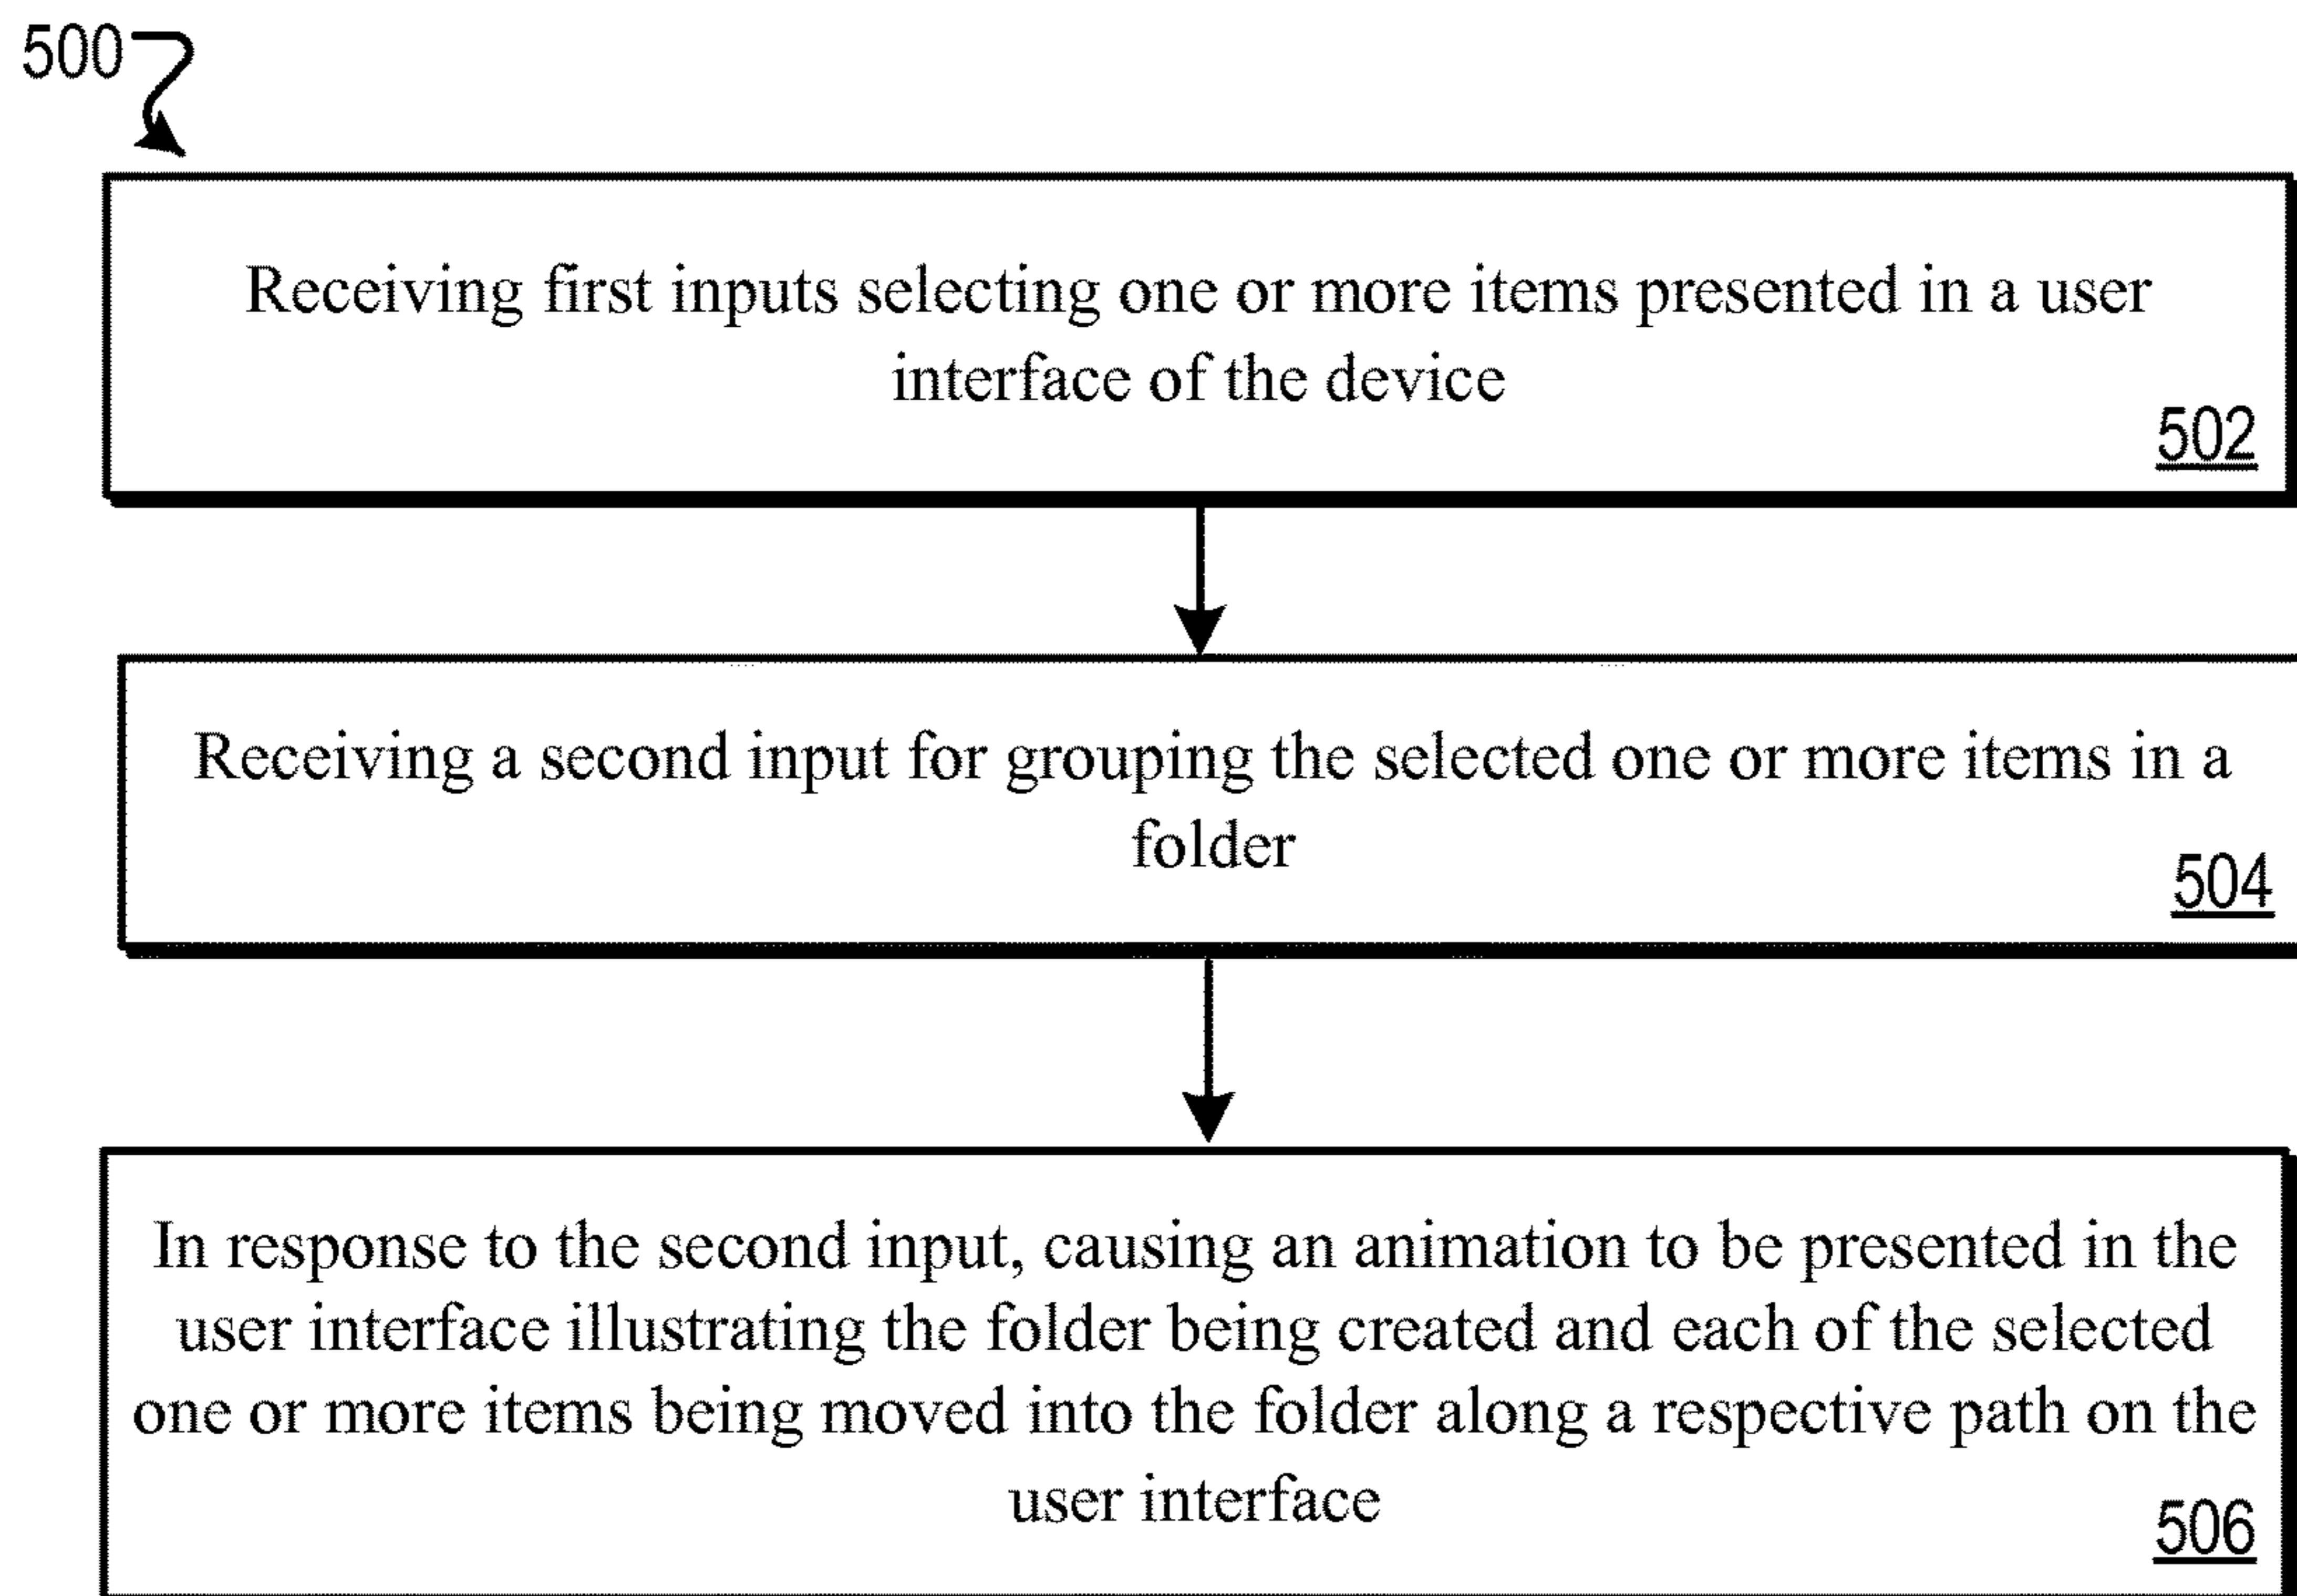 500
Receiving first inputs selecting one or more items presented in a user
interface of the device
502
Receiving a second input for grouping the selected one or more items in a
folder
504
In response to the second input, causing an animation to be presented in the
user interface illustrating the folder being created and each of the selected
one or more items being moved into the folder along a respective path on the
user interface
506